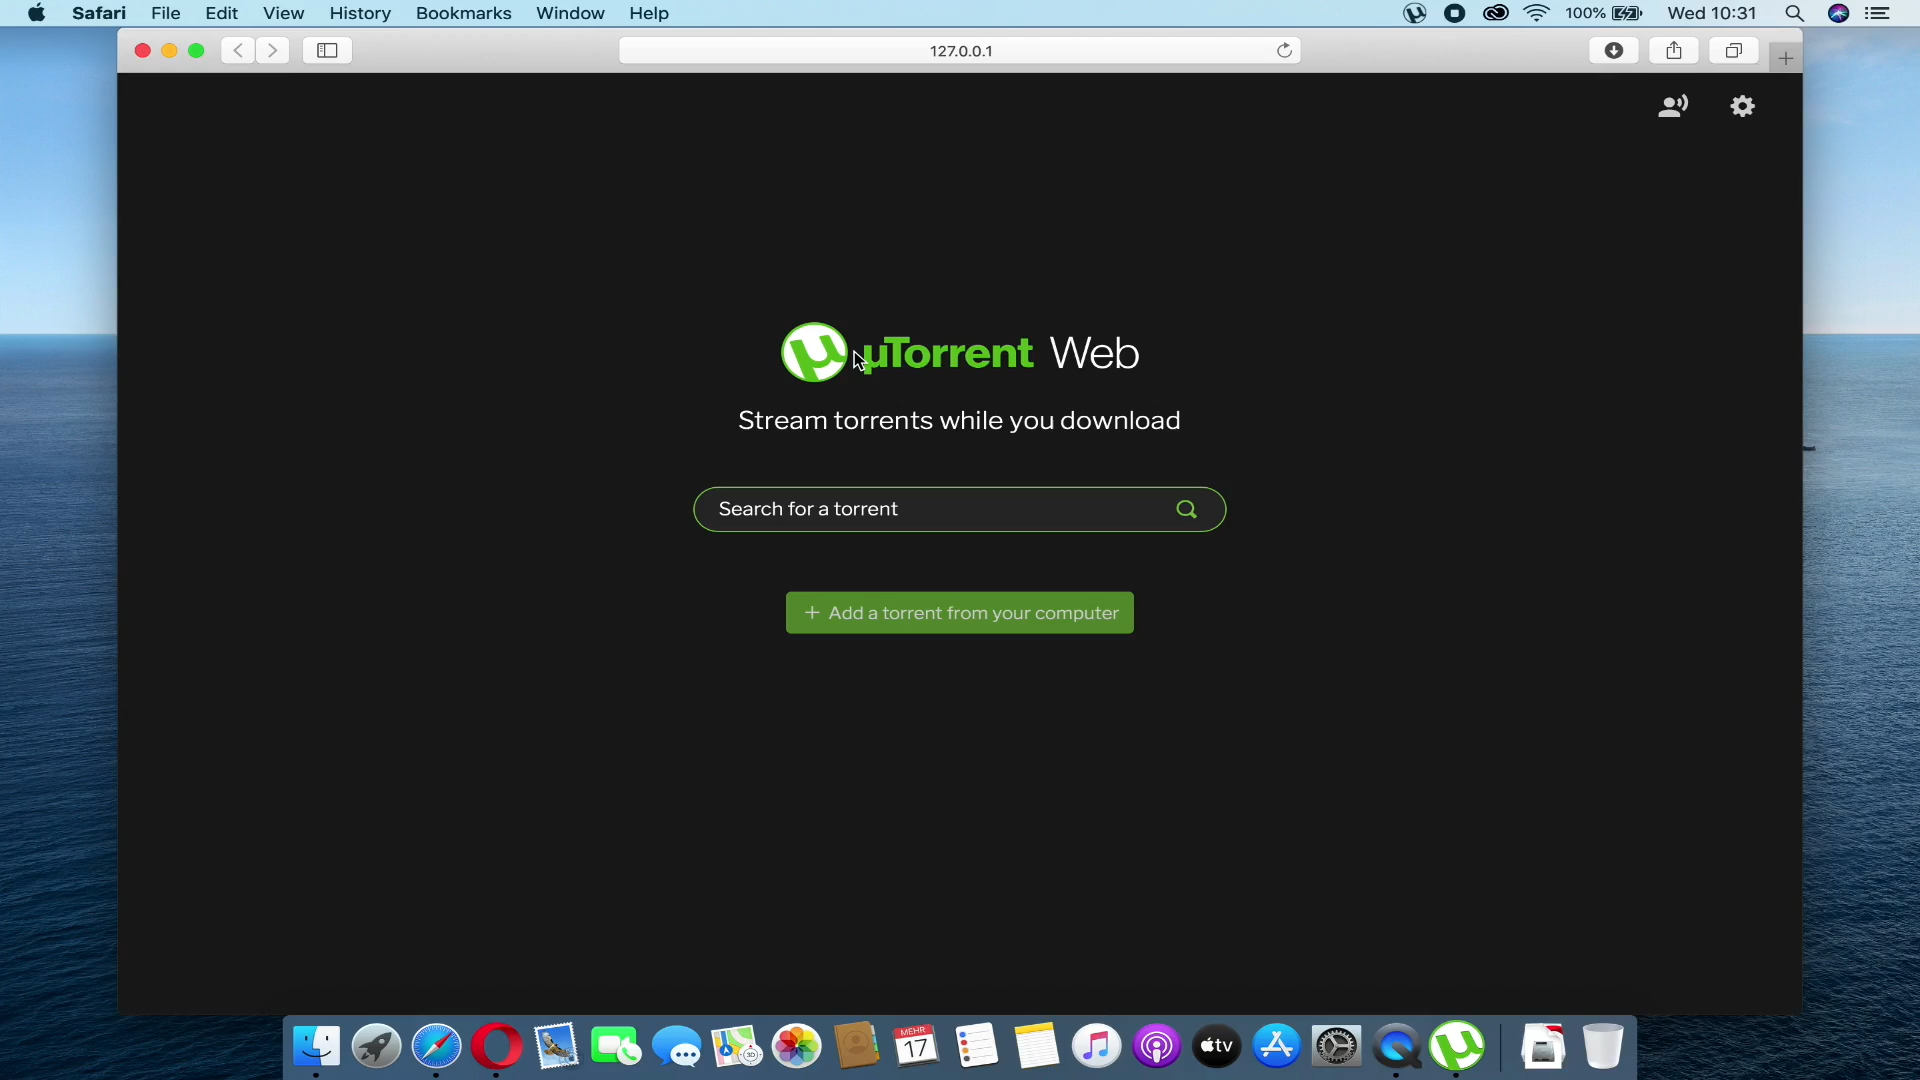 Safari File Edit View History Bookmarks Window Help 100% Wed 10:31
127.0.0.1
µ µTorrent Web
Stream torrents while you download
Search for a torrent
+ Add a torrent from your computer
3D
MEHR
17
tv